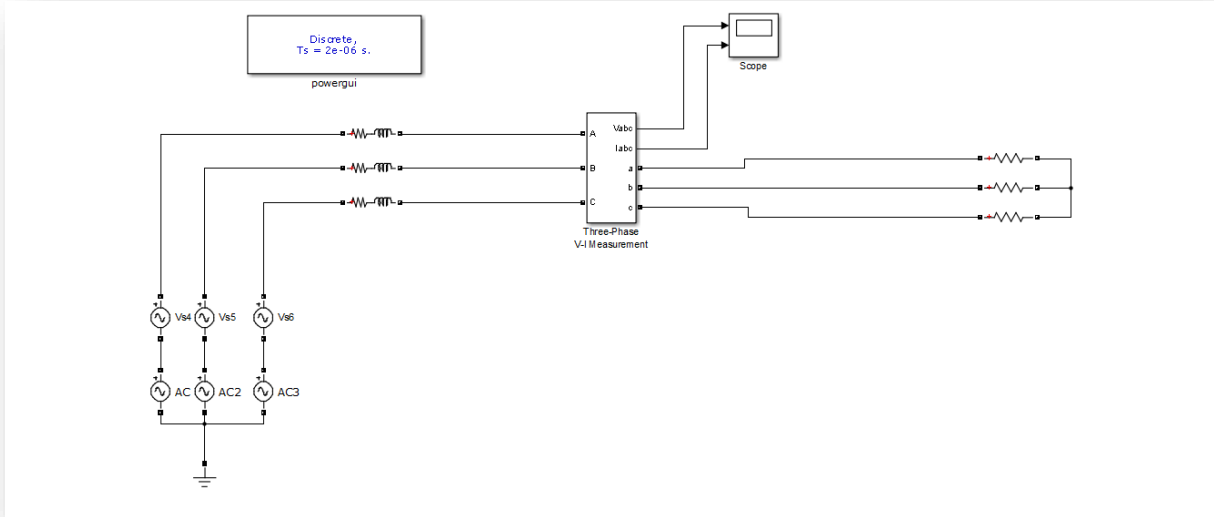 Discrete,
Ts = 2e-06 s.
powergui
Scope
A
Vabc
Iabc
B
a
b
C
c
Three-Phase
V-I Measurement
Vs4
Vs5
Vs6
AC
AC2
AC3